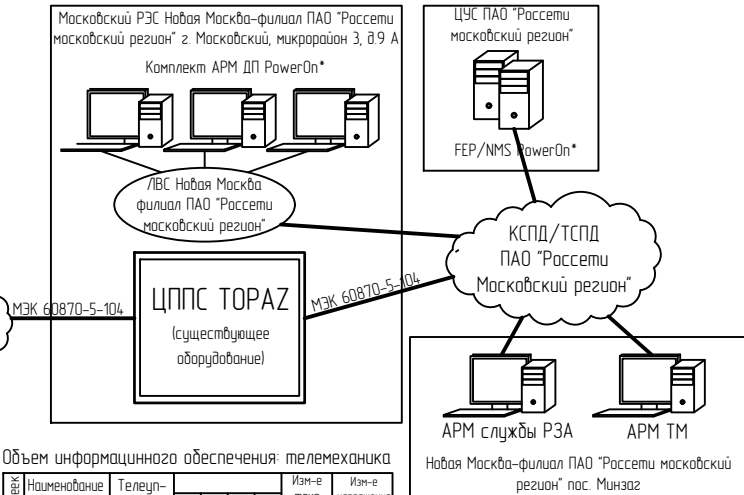 Московский РЭС Новая Москва-филиал ПАО "Россети
московский регион" г. Московский, микрорайон 3, д.9 А
Комплект АРМ ДП PowerOn*
ЛВС Новая Москва
филиал ПАО "Россети
московский регион"
ЦУС ПАО "Россети
московский регион"
FEP/NMS PowerOn*
КСПД/ТСПД
ПАО "Россети
Московский регион"
МЭК 60870-5-104
ЦППС TOPAZ
(существующее
оборудование)
МЭК 60870-5-104
АРМ службы РЗА
АРМ ТМ
Новая Москва-филиал ПАО "Россети московский
регион" пос. Минзаг
Объем информацинного обеспечения: телемеханика
Наименование
Телеуп-
Изм-е
Изм-е